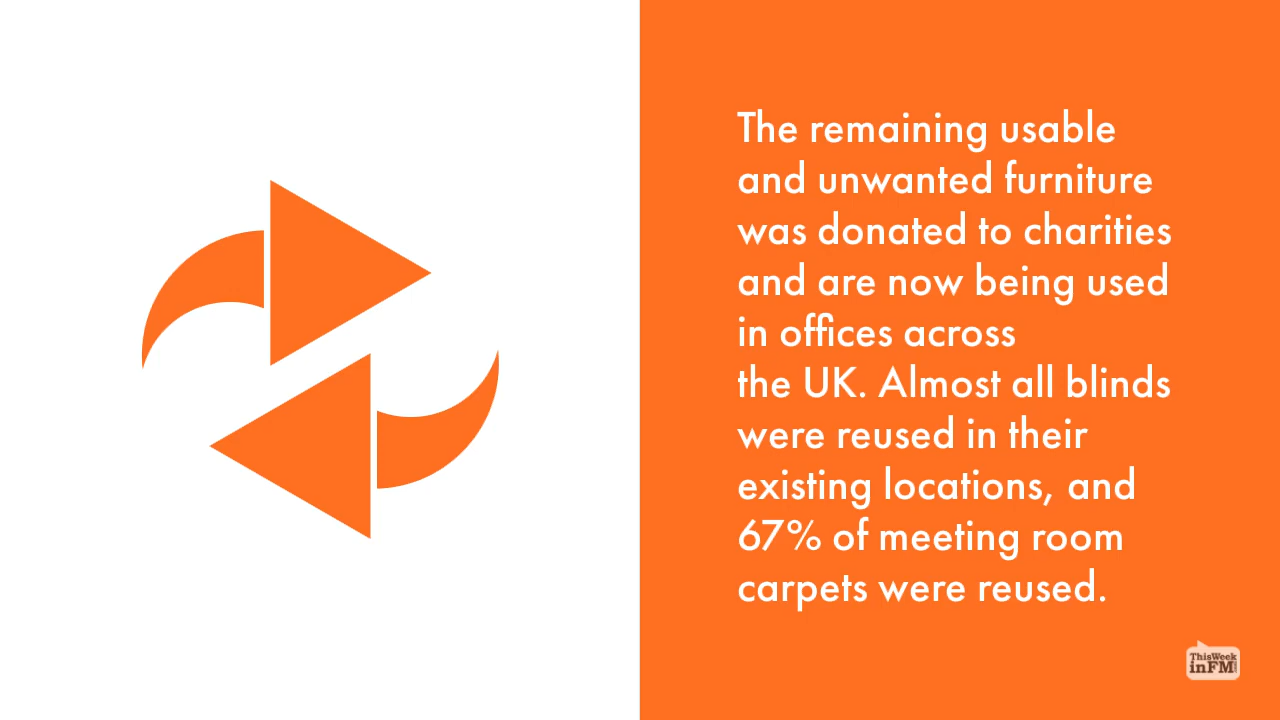 The remaining usable
and unwanted furniture
was donated to charities
and are now being used
in offices across
the UK. Almost all blinds
were reused in their
existing locations, and
67% of meeting room
carpets were reused.
ThisWeek
inFM